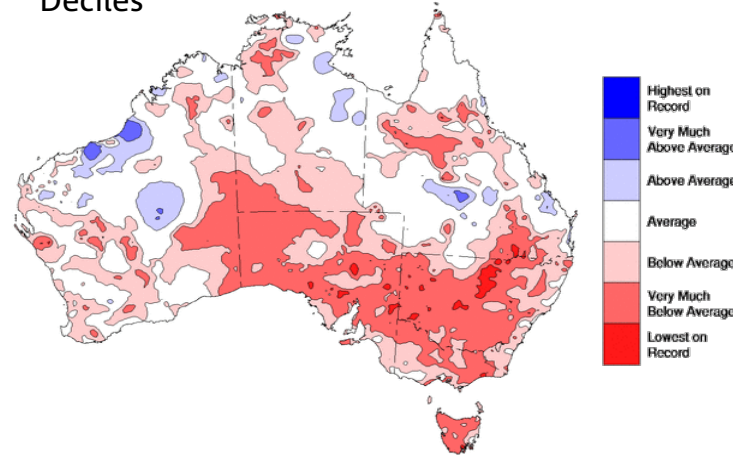 Deciles
Highest on
Record
Very Much
Above Average
Above Average
Average
Below Average
Very Much
Below Average
Lowest on
Record